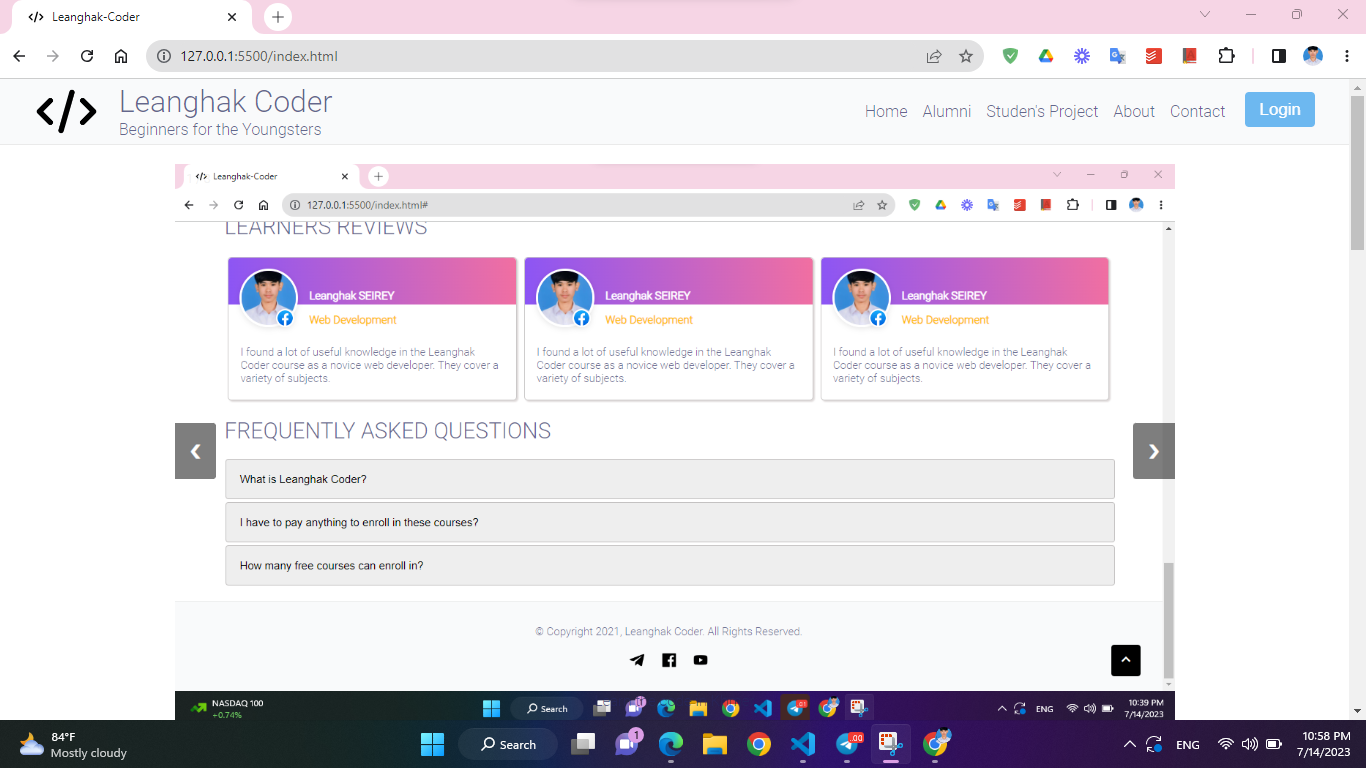 Leanghak-Coder
127.0.0.1:5500/index.html
Leanghak Coder
Beginners for the Youngsters
Home Alumni Studen's Project About Contact Login
Leanghak-Coder
127.0.0.1:5500/index.html#
LEARNERS REVIEWS
Leanghak SEIREY
Web Development
I found a lot of useful knowledge in the Leanghak
Coder course as a novice web developer. They cover a
variety of subjects.
Leanghak SEIREY
Web Development
I found a lot of useful knowledge in the Leanghak
Coder course as a novice web developer. They cover a
variety of subjects.
Leanghak SEIREY
Web Development
I found a lot of useful knowledge in the Leanghak
Coder course as a novice web developer. They cover a
variety of subjects.
FREQUENTLY ASKED QUESTIONS
What is Leanghak Coder?
I have to pay anything to enroll in these courses?
How many free courses can enroll in?
© Copyright 2021, Leanghak Coder. All Rights Reserved.
NASDAQ 100
+0.74%
Search
ENG
10:39 PM
7/14/2023
84°F
Mostly cloudy
Search
1
ENG
10:58 PM
7/14/2023